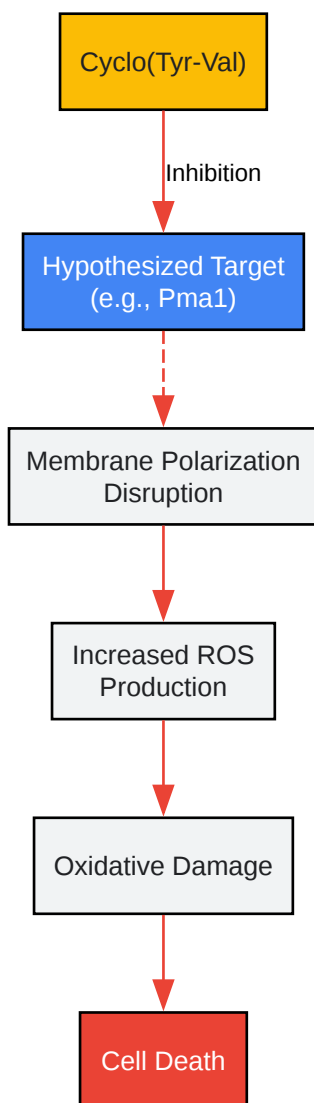 Cyclo(Tyr-Val)
Inhibition
Hypothesized Target
(e.g., Pma1)
Membrane Polarization
Disruption
Increased ROS
Production
Oxidative Damage
Cell Death